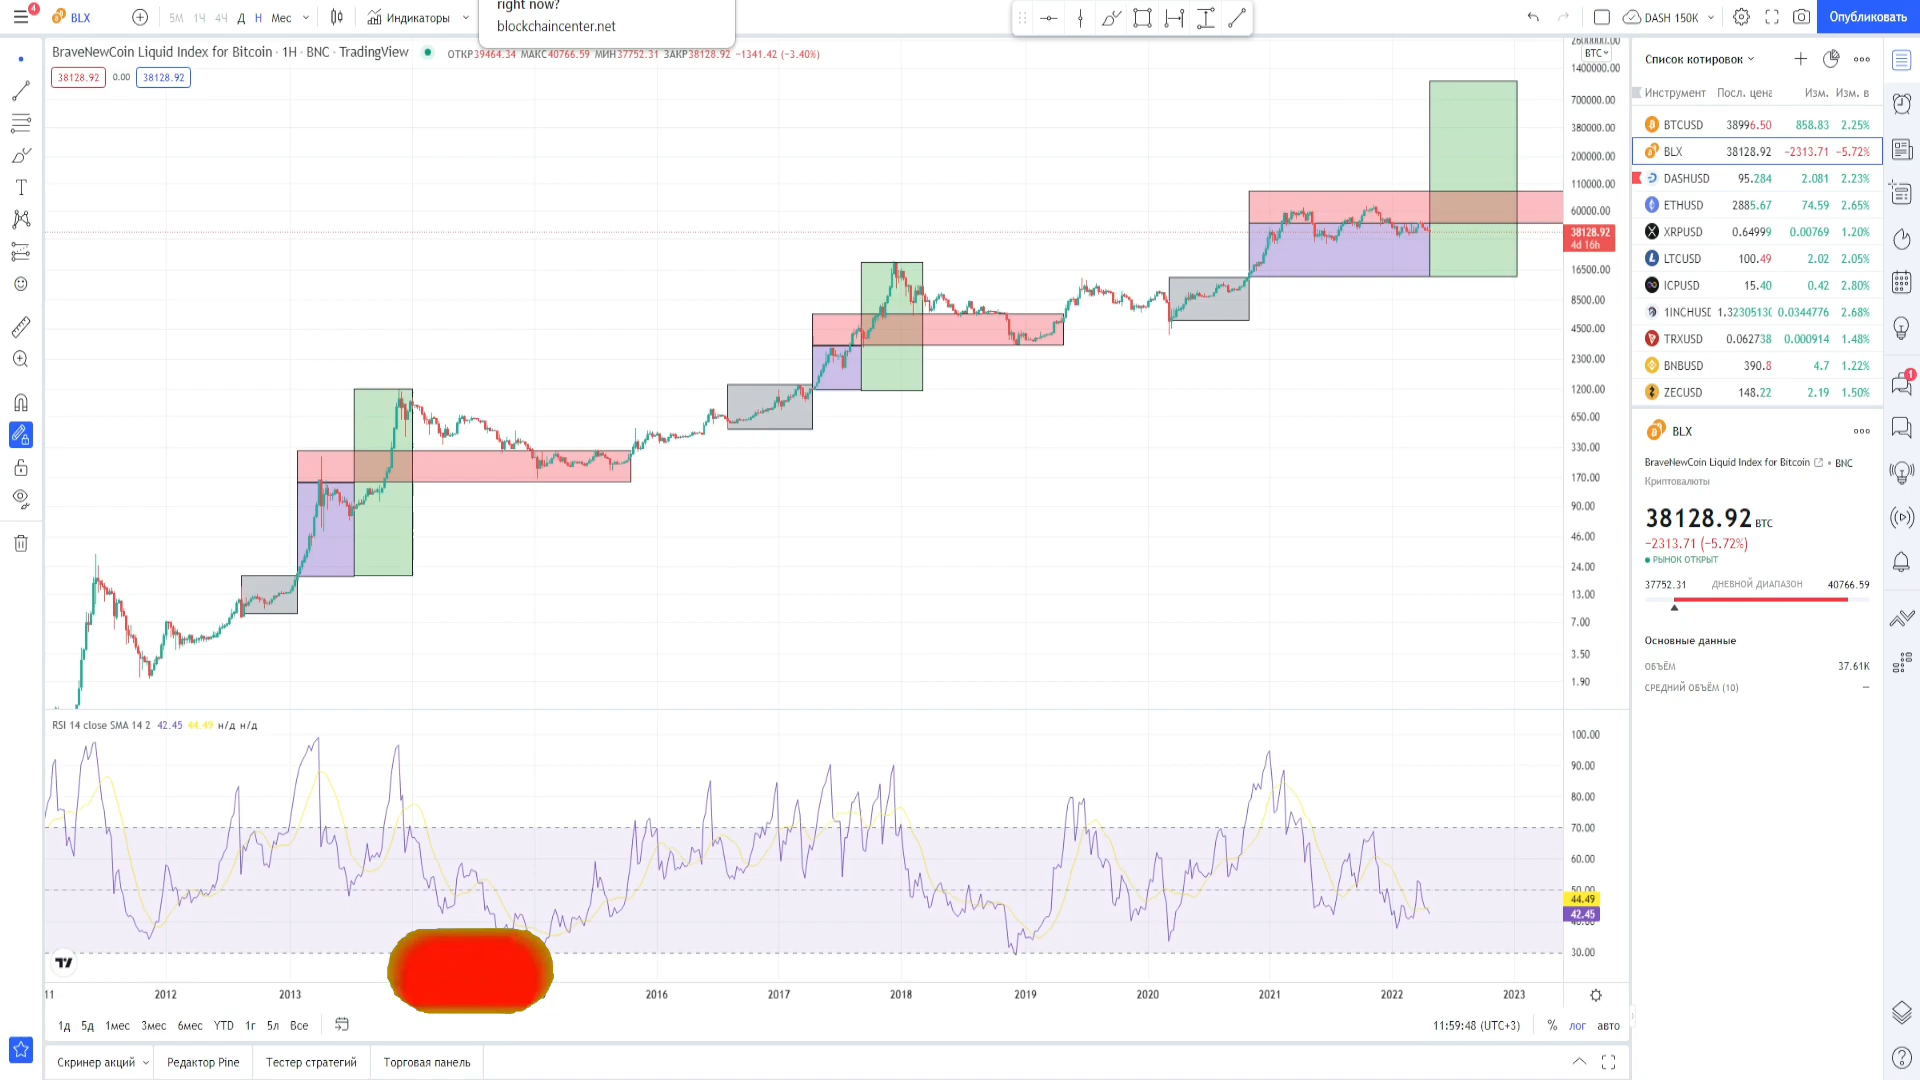 right now?
blockchaincenter.net
4
BLX
5М 1Ч 4Ч Д Н Мес
Индикаторы
DASH 150K
Опубликовать
BraveNewCoin Liquid Index for Bitcoin · 1Н · BNC · TradingView
ОТКР39464.34 МАКС40766.59 МИН37752.31 ЗАКР38128.92 −1341.42 (−3.40%)
38128.92 0.00 38128.92
2600000.00
BTC
1400000.00
700000.00
380000.00
200000.00
110000.00
60000.00
38128.92
4d 16h
16500.00
8500.00
4500.00
2300.00
1200.00
650.00
330.00
170.00
90.00
46.00
24.00
13.00
7.00
3.50
1.90
RSI 14 close SMA 14 2 42.45 44.49 н/д н/д
100.00
90.00
80.00
70.00
60.00
50.00
44.49
42.45
30.00
11 2012 2013 2016 2017 2018 2019 2020 2021 2022 2023
1д 5д 1мес 3мес 6мес YTD 1г 5л Все
11:59:48 (UTC+3) % лог авто
Скринер акций Редактор Pine Тестер стратегий Торговая панель
Список котировок
Инструмент Посл. цена Изм. Изм. в
BTCUSD 38996.50 858.83 2.25%
BLX 38128.92 −2313.71 −5.72%
DASHUSD 95.284 2.081 2.23%
ETHUSD 2885.67 74.59 2.65%
XRPUSD 0.64999 0.00769 1.20%
LTCUSD 100.49 2.02 2.05%
ICPUSD 15.40 0.42 2.80%
1INCHUSD 1.32305130 0.0344776 2.68%
TRXUSD 0.062738 0.000914 1.48%
BNBUSD 390.8 4.7 1.22%
ZECUSD 148.22 2.19 1.50%
BLX
BraveNewCoin Liquid Index for Bitcoin • BNC
Криптовалюты
38128.92 BTC
−2313.71 (−5.72%)
РЫНОК ОТКРЫТ
37752.31 ДНЕВНОЙ ДИАПАЗОН 40766.59
Основные данные
ОБЪЁМ 37.61K
СРЕДНИЙ ОБЪЁМ (10) —
1